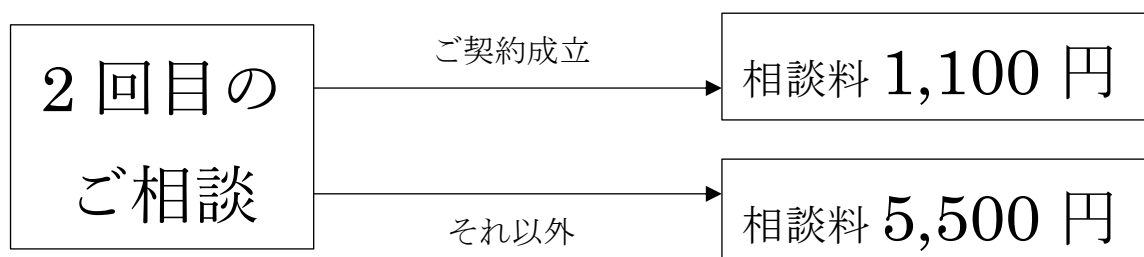 2回目の
ご相談
ご契約成立
相談料 1,100 円
それ以外
相談料 5,500 円